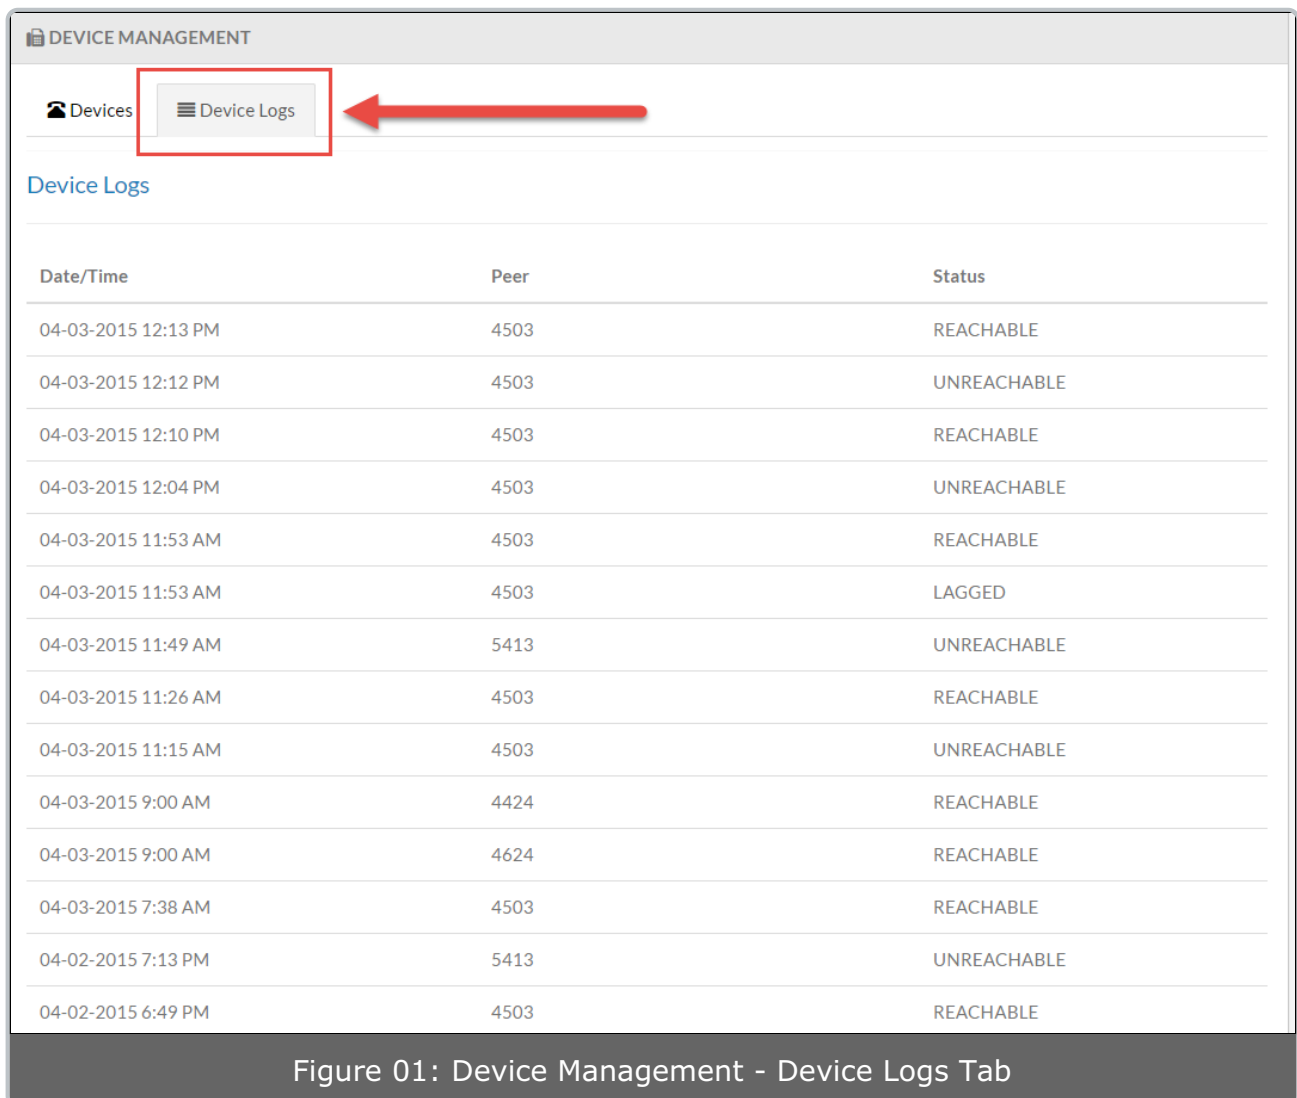 DEVICE MANAGEMENT
Devices Device Logs
Device Logs
Date/Time Peer Status
04-03-2015 12:13 PM 4503 REACHABLE
04-03-2015 12:12 PM 4503 UNREACHABLE
04-03-2015 12:10 PM 4503 REACHABLE
04-03-2015 12:04 PM 4503 UNREACHABLE
04-03-2015 11:53 AM 4503 REACHABLE
04-03-2015 11:53 AM 4503 LAGGED
04-03-2015 11:49 AM 5413 UNREACHABLE
04-03-2015 11:26 AM 4503 REACHABLE
04-03-2015 11:15 AM 4503 UNREACHABLE
04-03-2015 9:00 AM 4424 REACHABLE
04-03-2015 9:00 AM 4624 REACHABLE
04-03-2015 7:38 AM 4503 REACHABLE
04-02-2015 7:13 PM 5413 UNREACHABLE
04-02-2015 6:49 PM 4503 REACHABLE
Figure 01: Device Management - Device Logs Tab